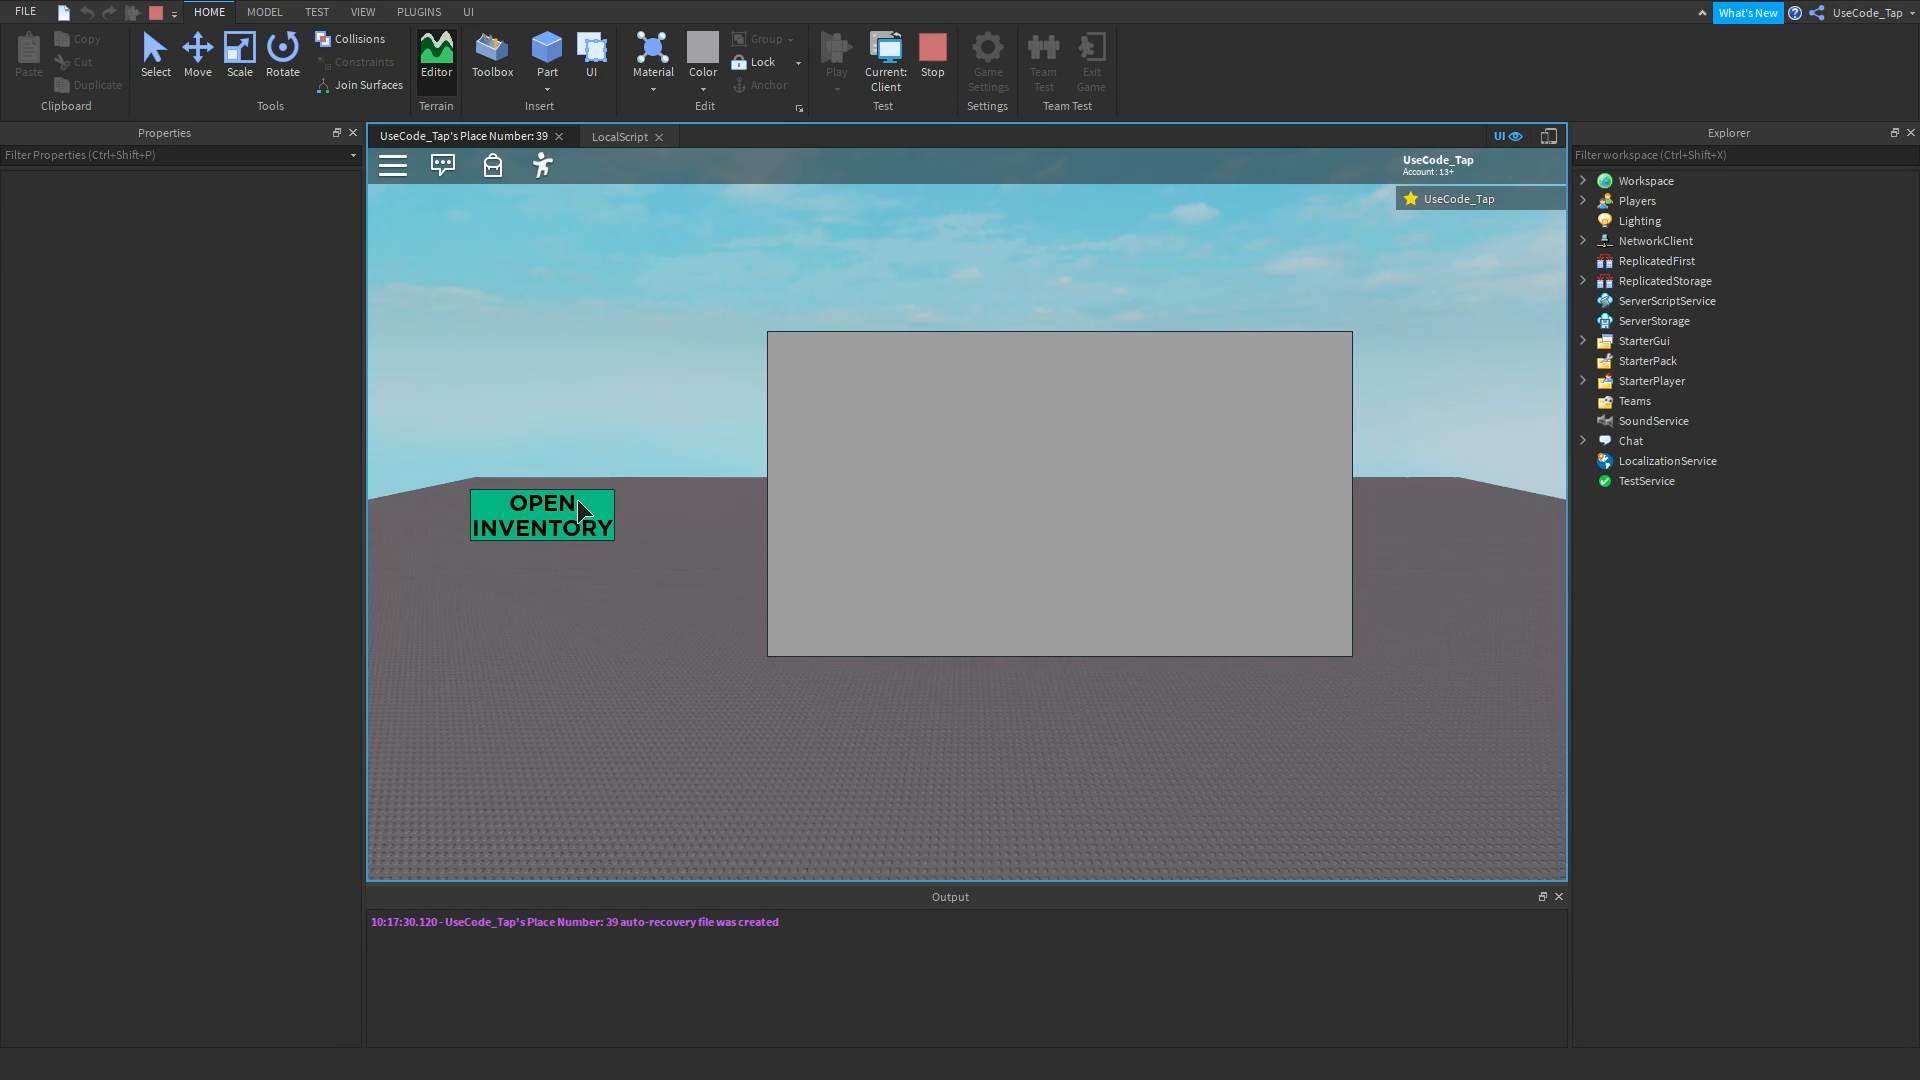 FILE
HOME
MODEL
TEST
VIEW
PLUGINS
UI
What's New
UseCode_Tap
Paste
Copy
Cut
Duplicate
Clipboard
Select
Move
Scale
Rotate
Collisions
Constraints
Join Surfaces
Tools
Editor
Terrain
Toolbox
Part
UI
Insert
Material
Color
Group
Lock
Anchor
Edit
Play
Current:
Client
Stop
Test
Game
Settings
Settings
Team
Test
Exit
Game
Team Test
Properties
Filter Properties (Ctrl+Shift+P)
UseCode_Tap's Place Number: 39
LocalScript
UI
UseCode_Tap
Account: 13+
UseCode_Tap
OPEN
INVENTORY
Output
10:17:30.120 - UseCode_Tap's Place Number: 39 auto-recovery file was created
Explorer
Filter workspace (Ctrl+Shift+X)
Workspace
Players
Lighting
NetworkClient
ReplicatedFirst
ReplicatedStorage
ServerScriptService
ServerStorage
StarterGui
StarterPack
StarterPlayer
Teams
SoundService
Chat
LocalizationService
TestService